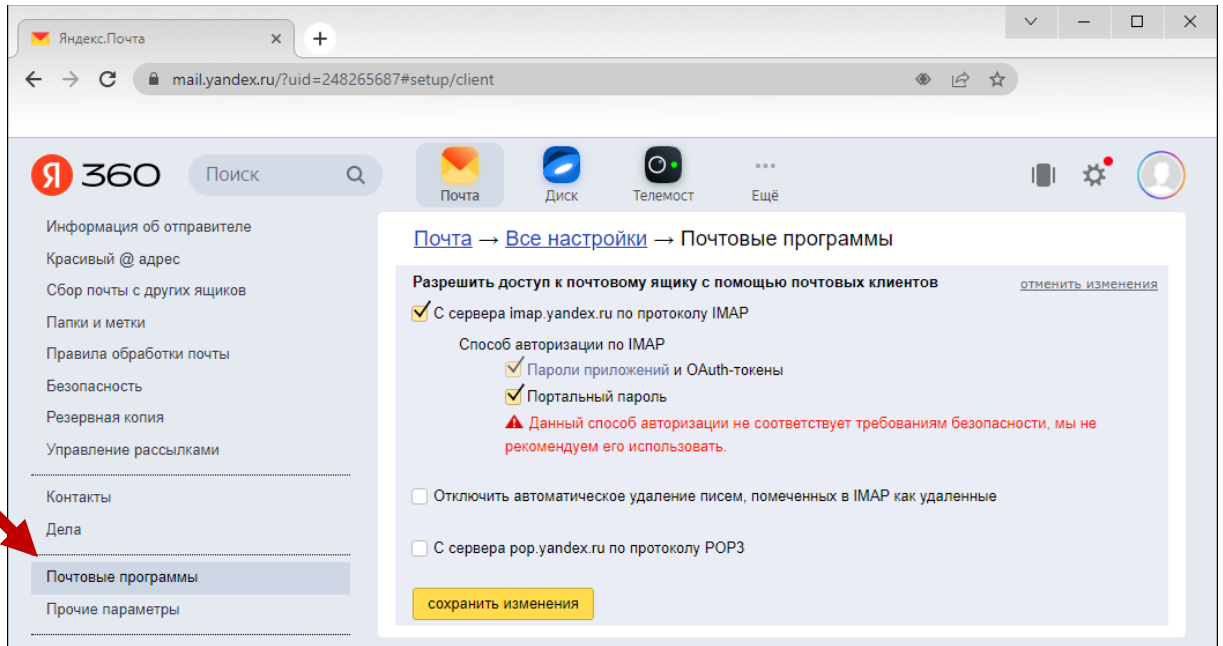 Яндекс.Почта
mail.yandex.ru/?uid=248265687#setup/client
Я 360
Поиск
Почта
Диск
Телемост
Ещё
Информация об отправителе
Красивый @ адрес
Сбор почты с других ящиков
Папки и метки
Правила обработки почты
Безопасность
Резервная копия
Управление рассылками
Контакты
Дела
Почтовые программы
Прочие параметры
Почта → Все настройки → Почтовые программы
Разрешить доступ к почтовому ящику с помощью почтовых клиентов
отменить изменения
С сервера imap.yandex.ru по протоколу IMAP
Способ авторизации по IMAP
Пароли приложений и OAuth-токены
Портальный пароль
Данный способ авторизации не соответствует требованиям безопасности, мы не
рекомендуем его использовать.
Отключить автоматическое удаление писем, помеченных в IMAP как удаленные
С сервера pop.yandex.ru по протоколу POP3
сохранить изменения